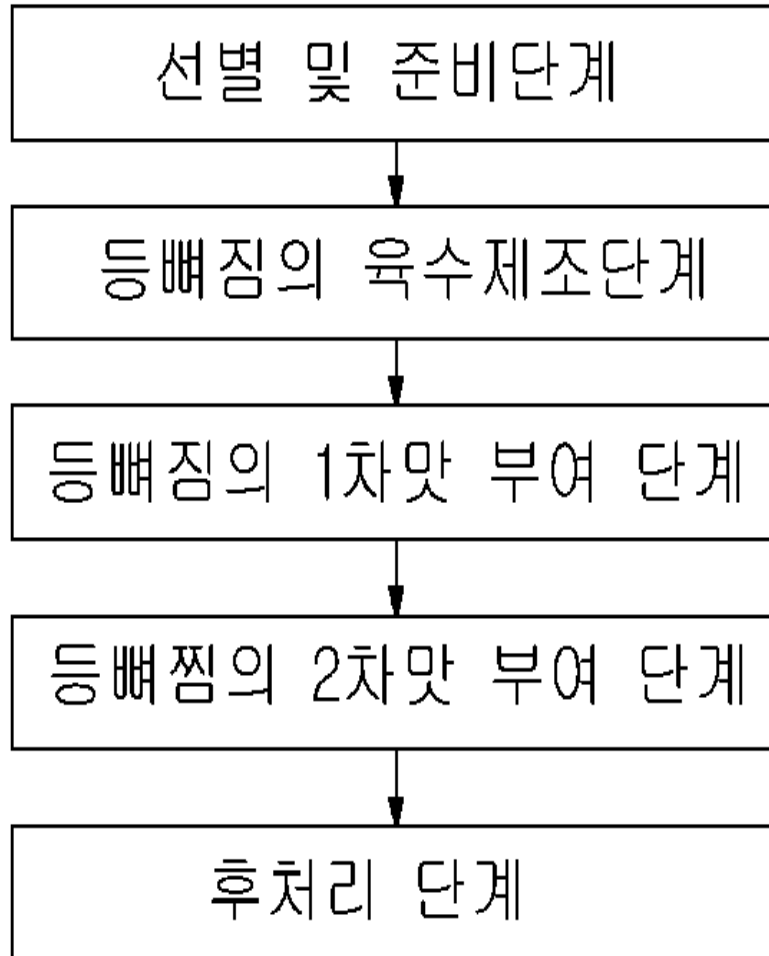 선별 및 준비단계
등뼈짐의 육수제조단계
등뼈짐의 1차맛 부여 단계
등뼈찜의 2차맛 부여 단계
후처리 단계